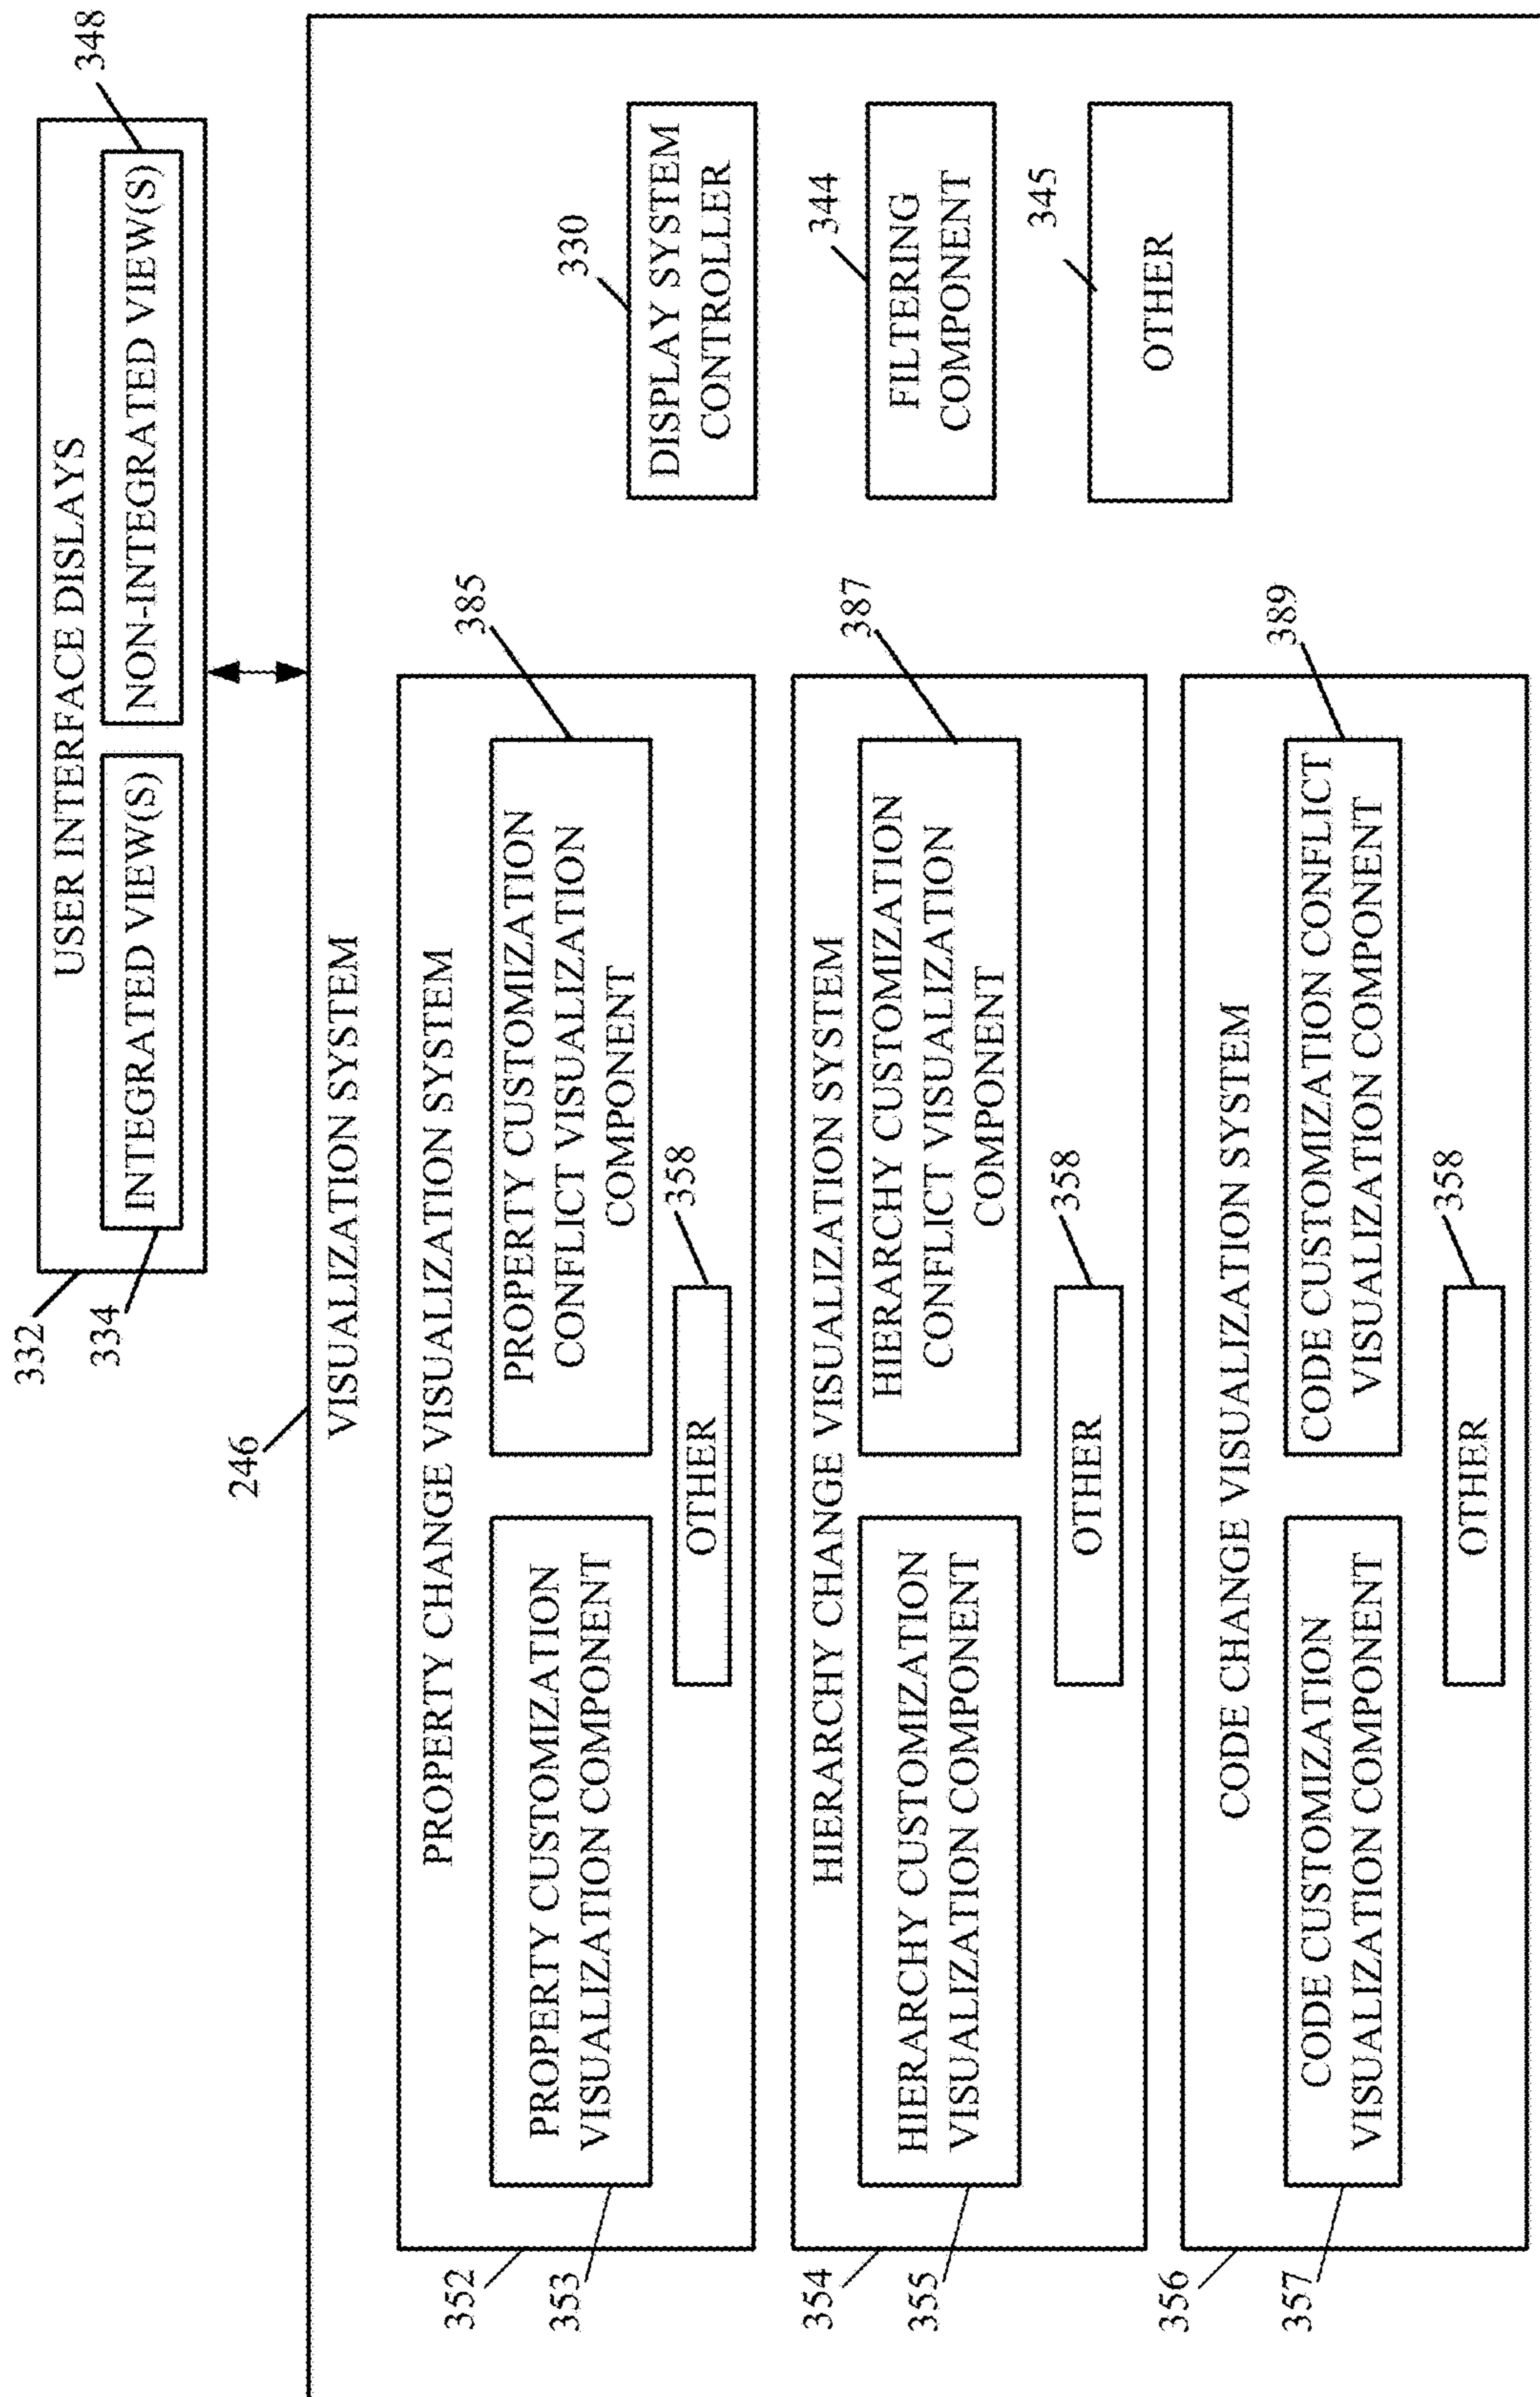 332
USER INTERFACE DISPLAYS
334
INTEGRATED VIEW(S)
NON-INTEGRATED VIEW(S)
348
246
VISUALIZATION SYSTEM
352
PROPERTY CHANGE VISUALIZATION SYSTEM
353
PROPERTY CUSTOMIZATION
VISUALIZATION COMPONENT
PROPERTY CUSTOMIZATION
CONFLICT VISUALIZATION
COMPONENT
385
OTHER
358
354
HIERARCHY CHANGE VISUALIZATION SYSTEM
355
HIERARCHY CUSTOMIZATION
VISUALIZATION COMPONENT
HIERARCHY CUSTOMIZATION
CONFLICT VISUALIZATION
COMPONENT
387
OTHER
358
356
CODE CHANGE VISUALIZATION SYSTEM
357
CODE CUSTOMIZATION
VISUALIZATION COMPONENT
CODE CUSTOMIZATION CONFLICT
VISUALIZATION COMPONENT
389
OTHER
358
330
DISPLAY SYSTEM
CONTROLLER
344
FILTERING
COMPONENT
345
OTHER